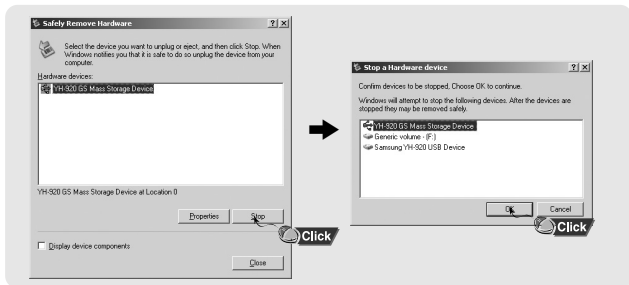 Safely Remove Hardware
Select the device you want to unplug or eject, and then click Stop. When
Windows notifies you that it is safe to do so unplug the device from your
computer.
Hardware devices:
YH-920 GS Mass Storage Device
YH-920 GS Mass Storage Device at Location 0
Properties
Stop
Click
Display device components
Close
Stop a Hardware device
Confirm devices to be stopped, Choose OK to continue.
Windows will attempt to stop the following devices. After the devices are
stopped they may be removed safely.
YH-920 GS Mass Storage Device
Generic volume - (F:)
Samsung YH-920 USB Device
OK
Cancel
Click